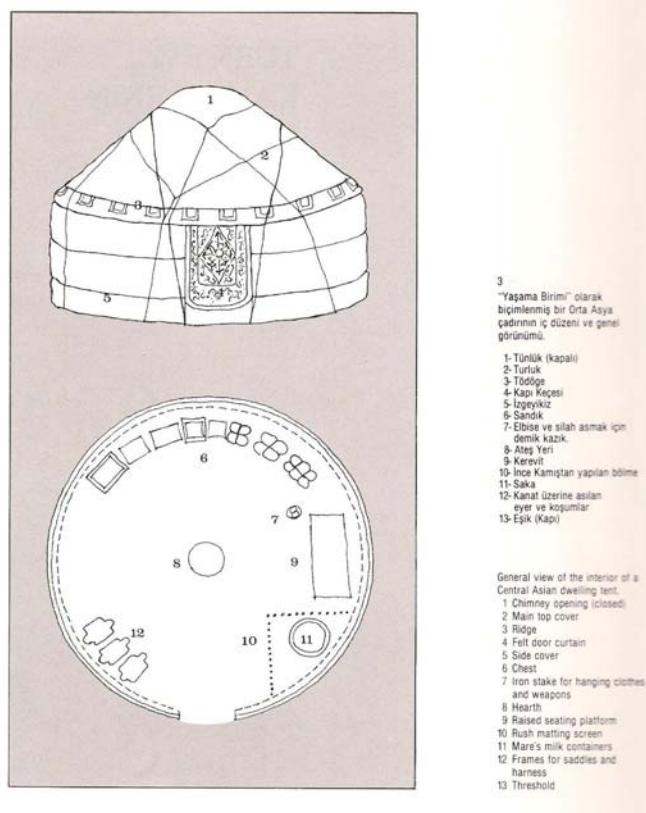 1
2
3
4
5
6
7
8
9
10
11
12
3
"Yaşama Birimi" olarak
biçimlenmiş bir Orta Asya
çadırının iç düzeni ve genel
görünümü.
1- Tünlük (kapalı)
2- Turluk
3- Tödöge
4- Kapı Keçesi
5- İzgeyikiz
6- Sandık
7- Elbise ve silah asmak için
demik kazık.
8- Ateş Yeri
9- Kerevit
10- İnce Kamıştan yapılan bölme
11- Saka
12- Kanat üzerine asılan
eyer ve koşumlar
13- Eşik (Kapı)
General view of the interior of a
Central Asian dwelling tent.
1 Chimney opening (closed)
2 Main top cover
3 Ridge
4 Felt door curtain
5 Side cover
6 Chest
7 Iron stake for hanging clothes
and weapons
8 Hearth
9 Raised seating platform
10 Rush matting screen
11 Mare's milk containers
12 Frames for saddles and
harness
13 Threshold